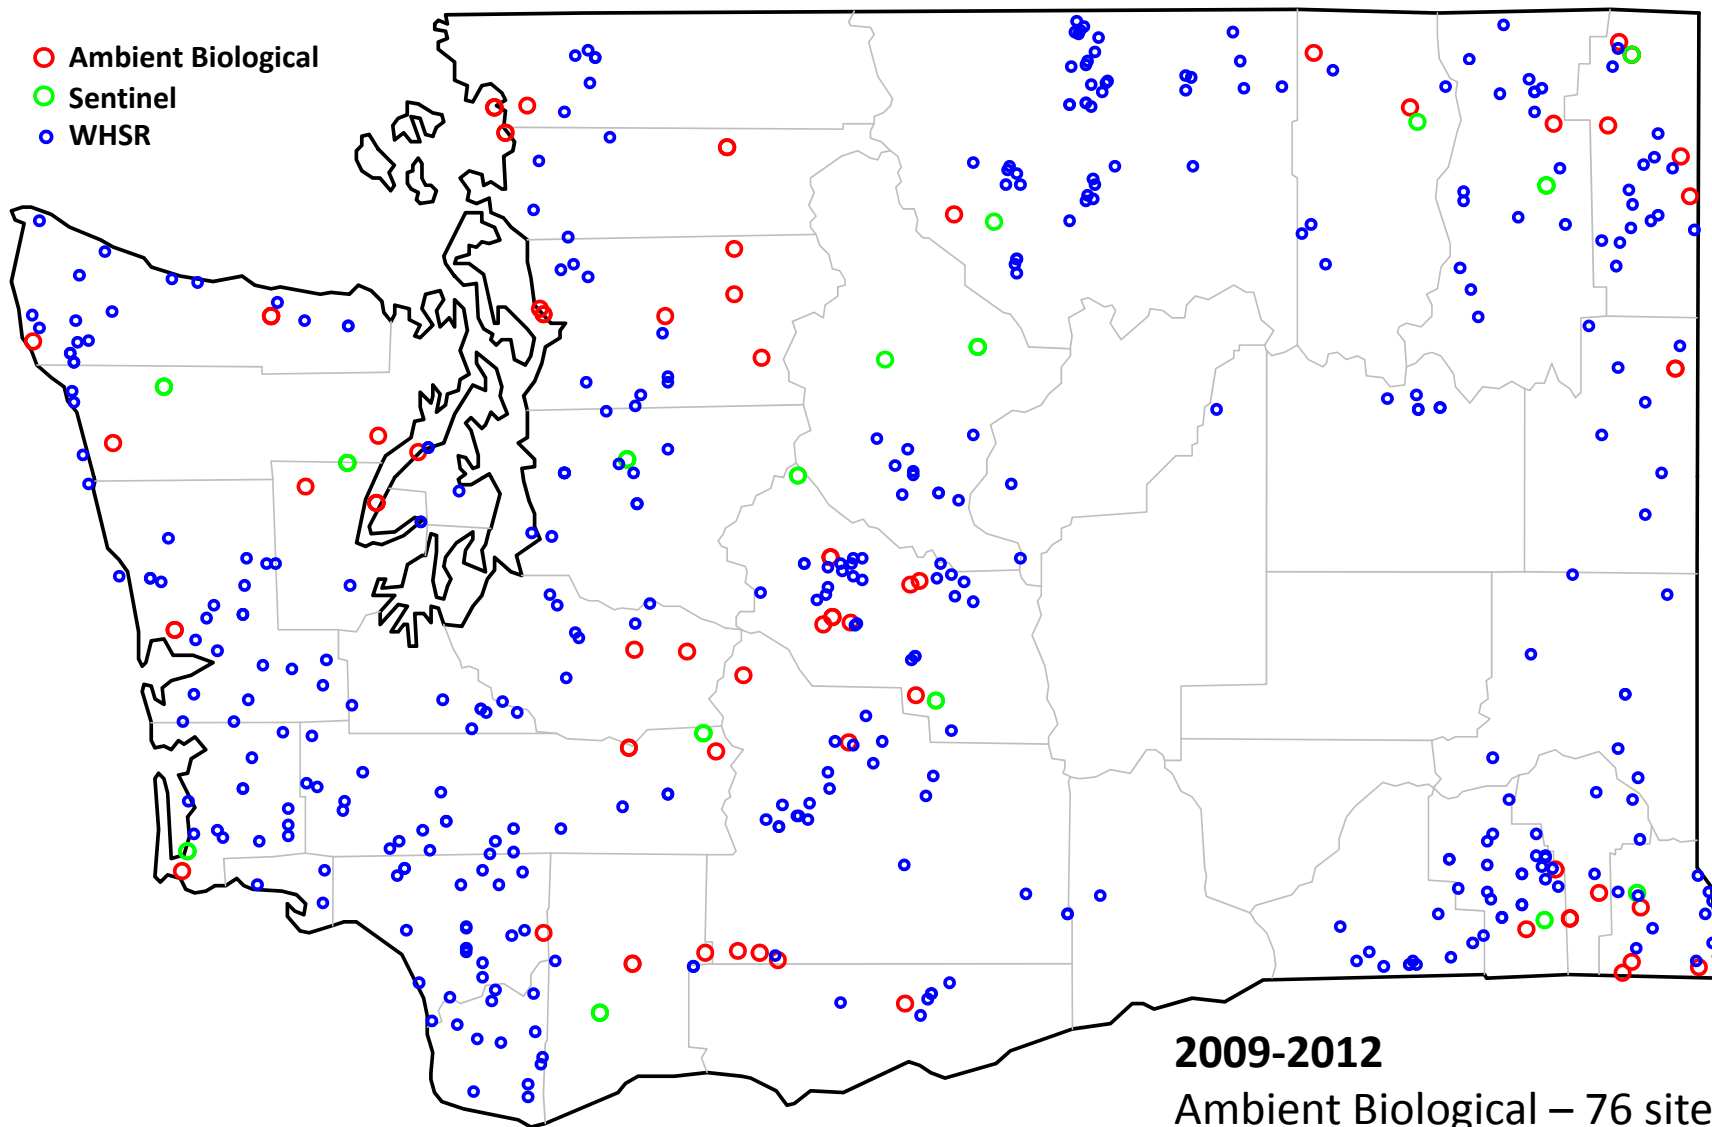 Ambient Biological
Sentinel
WHSR
2009-2012
Ambient Biological – 76 site